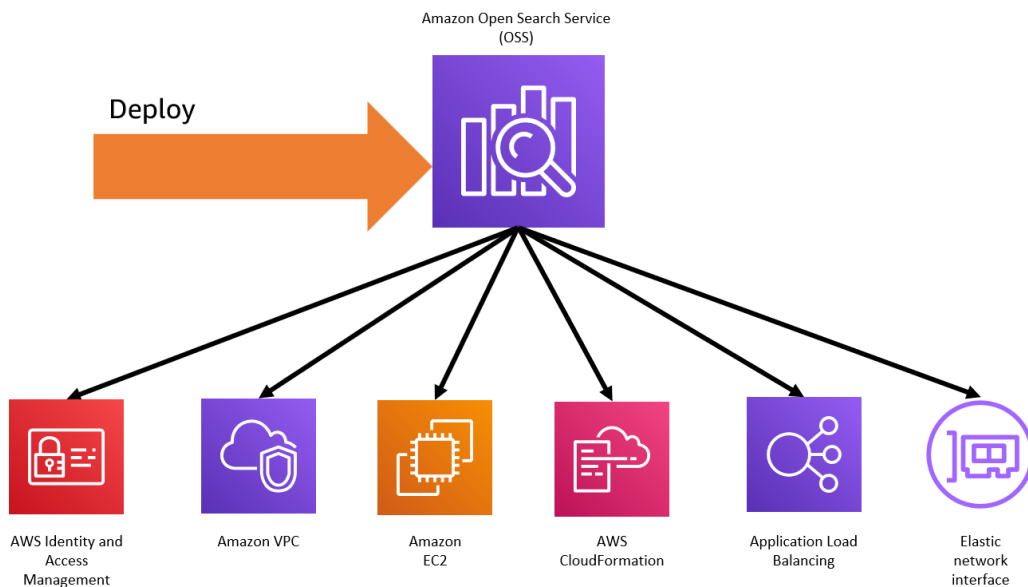 Amazon Open Search Service
(OSS)
Deploy
AWS Identity and
Access
Management
Amazon VPC
Amazon
EC2
AWS
CloudFormation
Application Load
Balancing
Elastic
network
interface